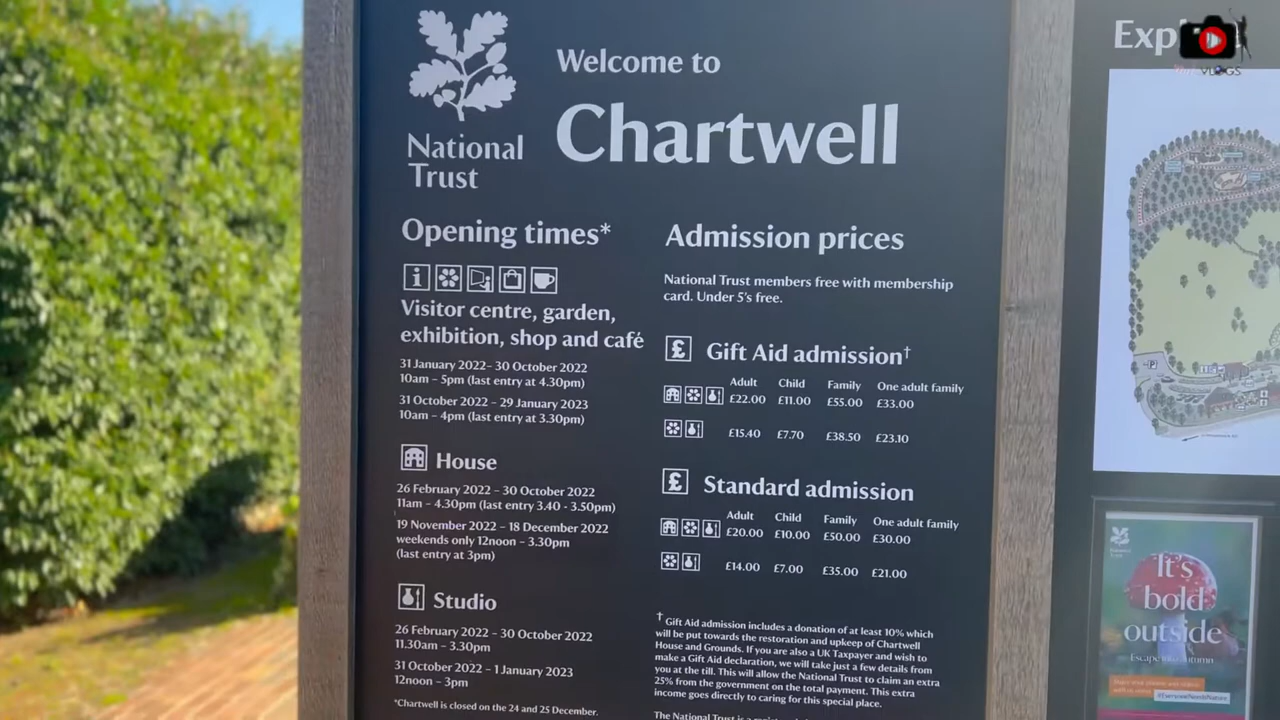 National
Trust
Welcome to
Chartwell
Opening times*
Visitor centre, garden,
exhibition, shop and café
31 January 2022- 30 October 2022
10am – 5pm (last entry at 4.30pm)
31 October 2022 – 29 January 2023
10am – 4pm (last entry at 3.30pm)
House
26 February 2022 – 30 October 2022
11am – 4.30pm (last entry 3.40 - 3.50pm)
19 November 2022 – 18 December 2022
weekends only 12noon – 3.30pm
(last entry at 3pm)
Studio
26 February 2022 – 30 October 2022
11.30am – 3.30pm
31 October 2022 – 1 January 2023
12noon – 3pm
*Chartwell is closed on the 24 and 25 December.
Admission prices
National Trust members free with membership
card. Under 5's free.
£ Gift Aid admission†
Adult Child Family One adult family
£22.00 £11.00 £55.00 £33.00
£15.40 £7.70 £38.50 £23.10
£ Standard admission
Adult Child Family One adult family
£20.00 £10.00 £50.00 £30.00
£14.00 £7.00 £35.00 £21.00
† Gift Aid admission includes a donation of at least 10% which
will be put towards the restoration and upkeep of Chartwell
House and Grounds. If you are also a UK Taxpayer and wish to
make a Gift Aid declaration, we will take just a few details from
you at the till. This will allow the National Trust to claim an extra
25% from the government on the total payment. This extra
income goes directly to caring for this special place.
The National Trust is a
VLOGS
National
Trust
It's
bold
outside
Escape into Autumn
#EveryoneNeedsNature